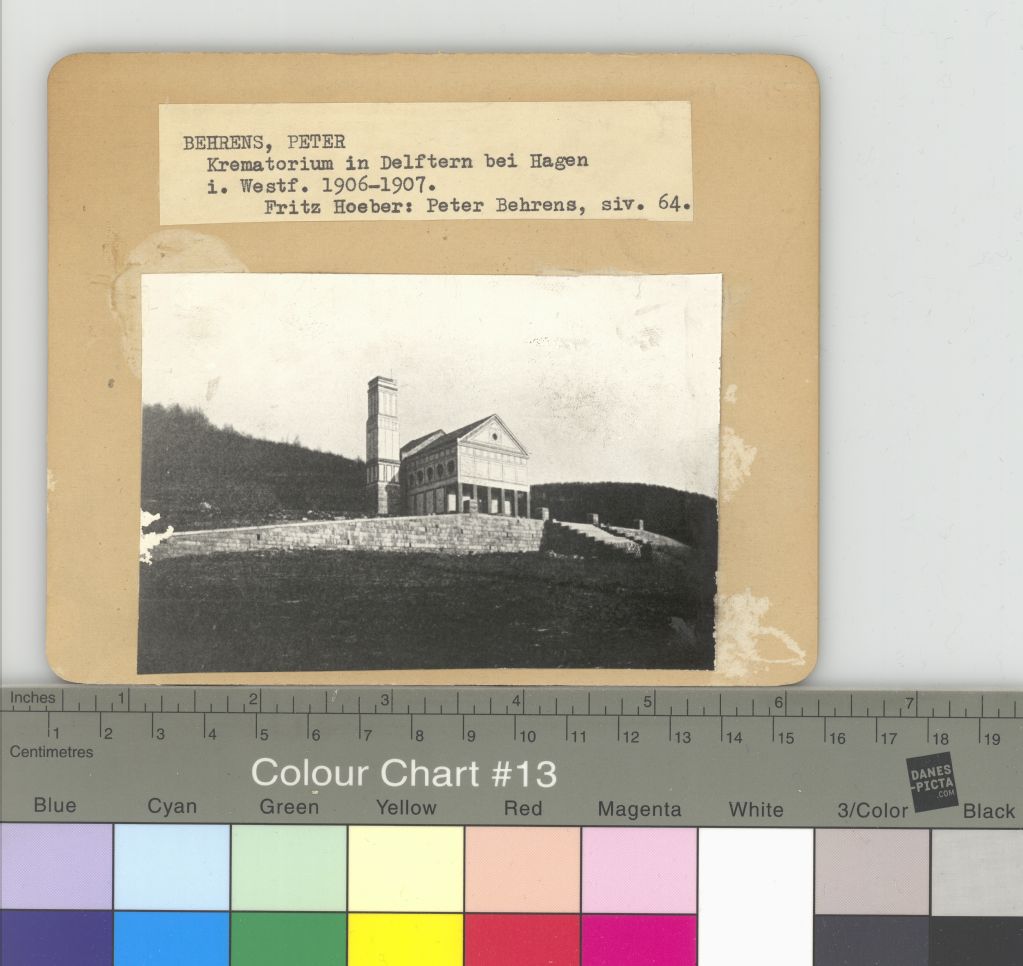 BEHRENS, PETER
Krematorium in Delftern bei Hagen
i. Westf. 1906-1907.
Fritz Hoeber: Peter Behrens, siv. 64.
Inches 1 2 3 4 5 6 7
1 2 3 4 5 6 7 8 9 10 11 12 13 14 15 16 17 18 19
Centimetres
Colour Chart #13
DANES
-PICTA
.COM
Blue Cyan Green Yellow Red Magenta White 3/Color Black